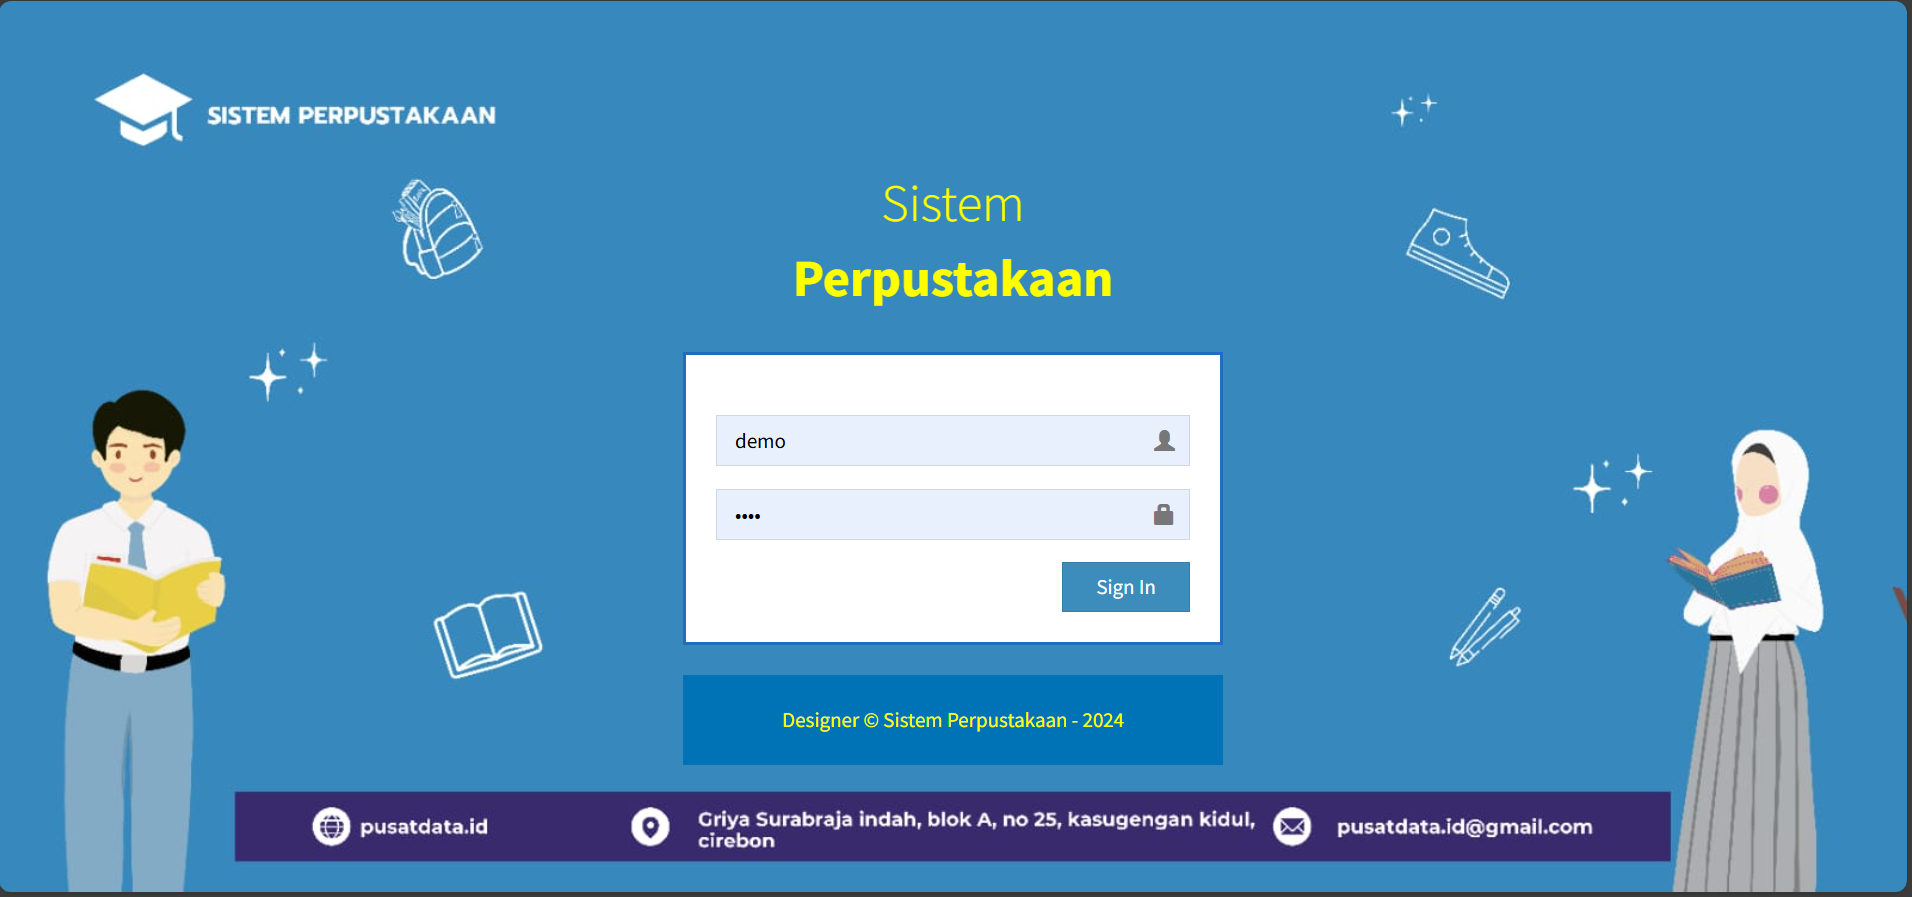 SISTEM PERPUSTAKAAN
Sistem
Perpustakaan
demo
••••
Sign In
Designer © Sistem Perpustakaan - 2024
pusatdata.id
Griya Surabraja indah, blok A, no 25, kasugengan kidul,
cirebon
pusatdata.id@gmail.com